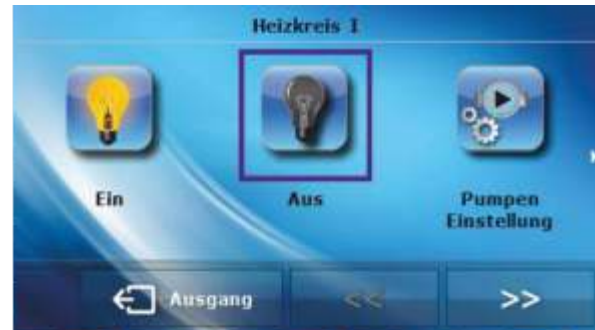 Heizkreis I
Ein
Aus
Pumpen
Einstellung
Ausgang
<<
>>